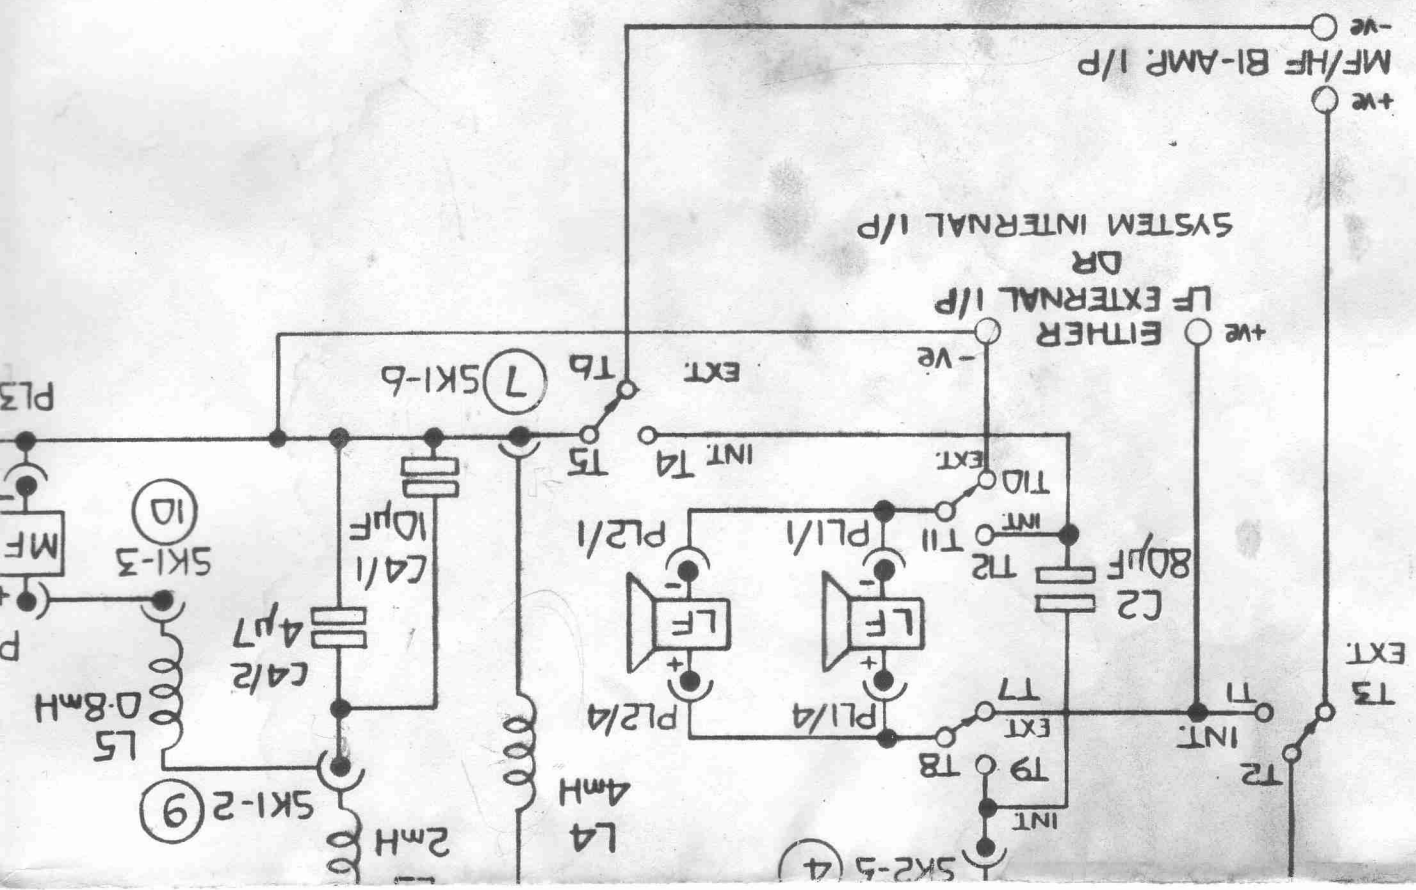 SK2-5 4
INT.
2mH
L4
4mH
SK1-2 9
T2
T9
T8
INT.
EXT
T1
T7
T3
EXT.
PL1/4
PL2/4
L5
0·8mH
C4/2
4µ7
P
+
+
+
LF
LF
C2
80µF
-
-
T12
INT.
T11
PL1/1
PL2/1
C4/1
10µF
SK1-3
10
MF
-
T10
EXT.
INT. T4
T5
PL3
+ve
EITHER
LF EXTERNAL I/P
OR
SYSTEM INTERNAL I/P
-ve
EXT.
T6
7 SK1-6
+ve
MF/HF BI-AMP. I/P
-ve